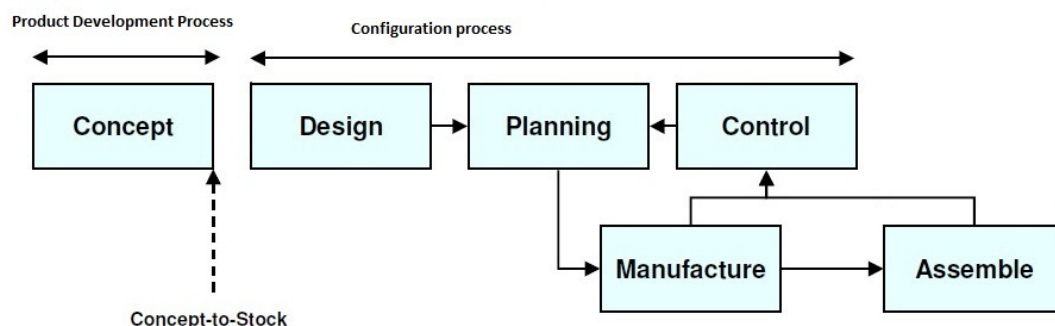 Product Development Process
Configuration process
Concept
Design
Planning
Control
Manufacture
Assemble
Concept-to-Stock